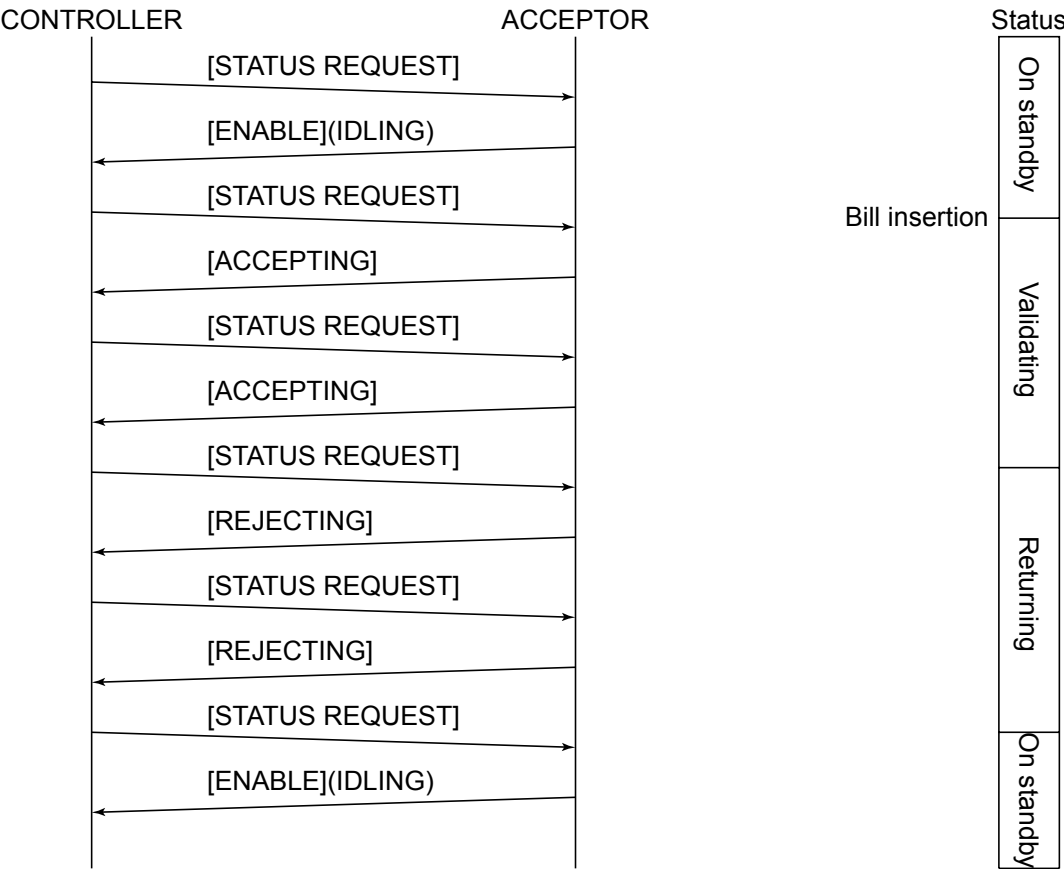 CONTROLLER ACCEPTOR Status
[STATUS REQUEST]
[ENABLE](IDLING)
On standby
[STATUS REQUEST]
Bill insertion
[ACCEPTING]
[STATUS REQUEST]
Validating
[ACCEPTING]
[STATUS REQUEST]
[REJECTING]
[STATUS REQUEST]
Returning
[REJECTING]
[STATUS REQUEST]
[ENABLE](IDLING)
On standby